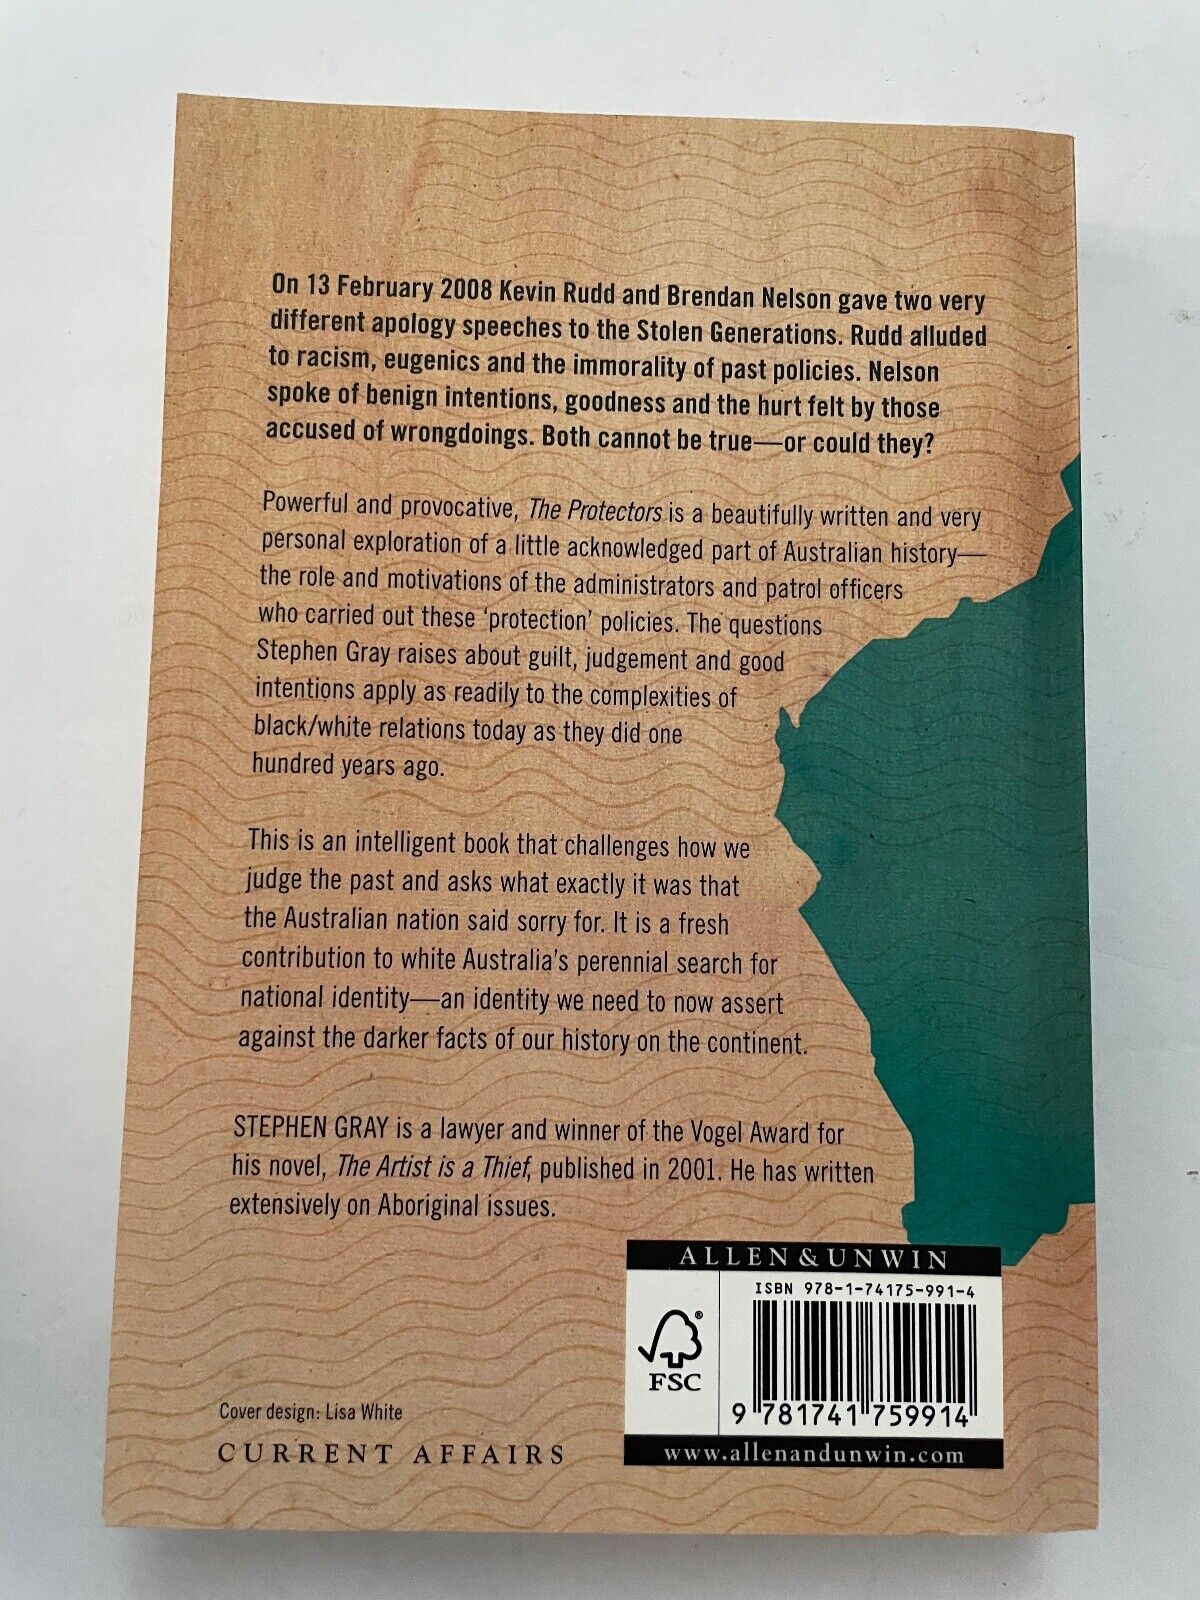 On 13 February 2008 Kevin Rudd and Brendan Nelson gave two very
different apology speeches to the Stolen Generations. Rudd alluded
to racism, eugenics and the immorality of past policies. Nelson
spoke of benign intentions, goodness and the hurt felt by those
accused of wrongdoings. Both cannot be true—or could they?
Powerful and provocative, The Protectors is a beautifully written and very
personal exploration of a little acknowledged part of Australian history—
the role and motivations of the administrators and patrol officers
who carried out these ‘protection’ policies. The questions
Stephen Gray raises about guilt, judgement and good
intentions apply as readily to the complexities of
black/white relations today as they did one
hundred years ago.
This is an intelligent book that challenges how we
judge the past and asks what exactly it was that
the Australian nation said sorry for. It is a fresh
contribution to white Australia’s perennial search for
national identity—an identity we need to now assert
against the darker facts of our history on the continent.
STEPHEN GRAY is a lawyer and winner of the Vogel Award for
his novel, The Artist is a Thief, published in 2001. He has written
extensively on Aboriginal issues.
ALLEN & UNWIN
ISBN 978-1-74175-991-4
®
FSC
9 781741 759914
www.allenandunwin.com
Cover design: Lisa White
CURRENT AFFAIRS